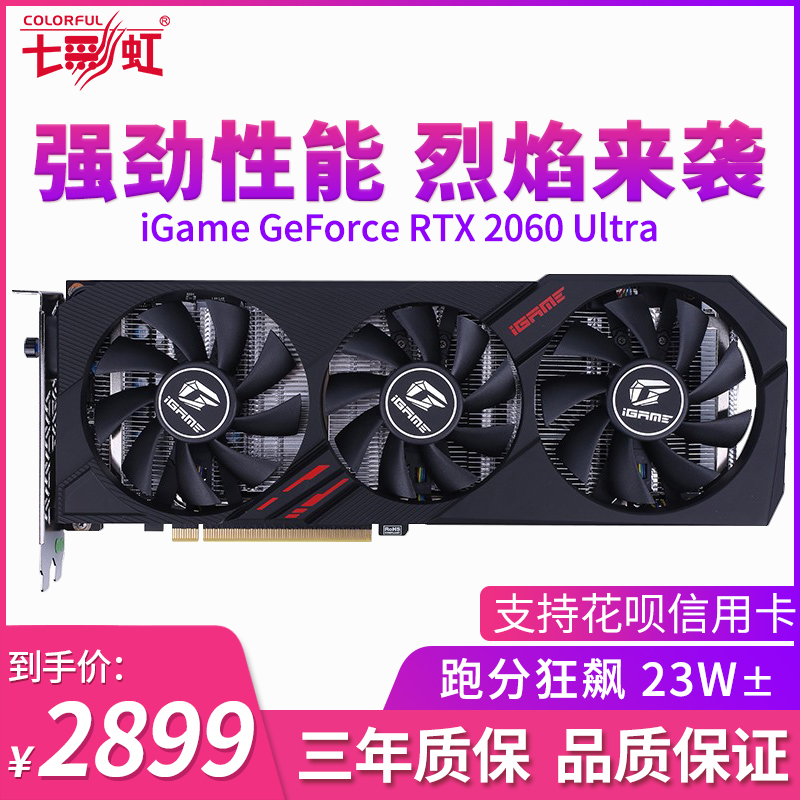 COLORFUL
七彩虹®
强劲性能 烈焰来袭
iGame GeForce RTX 2060 Ultra
iGAME
iGAME
iGAME
iGAME
RoHS
支持花呗信用卡
到手价:
跑分狂飙 23W±
¥2899
三年质保 品质保证